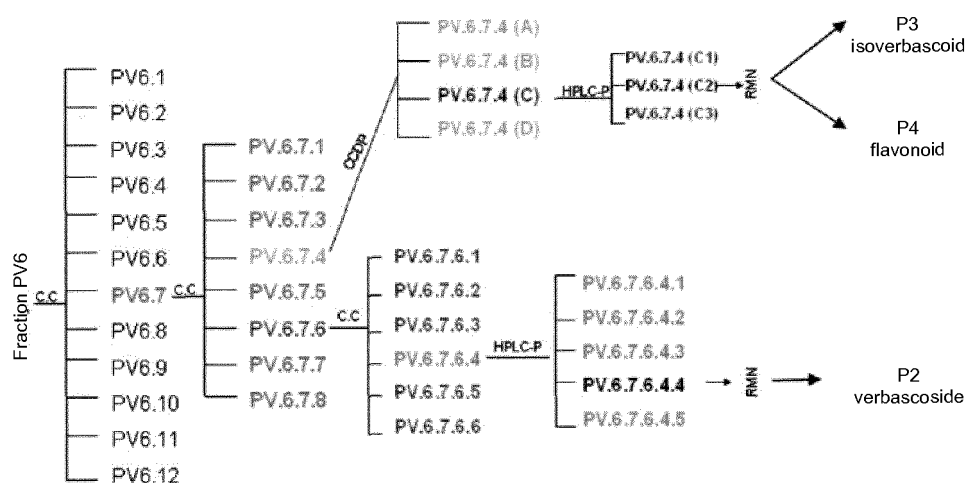 Fraction PV6
C.C
PV6.1
PV6.2
PV6.3
PV6.4
PV6.5
PV6.6
PV6.7
PV6.8
PV6.9
PV6.10
PV6.11
PV6.12
C.C
PV.6.7.1
PV.6.7.2
PV.6.7.3
PV.6.7.4
PV.6.7.5
PV.6.7.6
PV.6.7.7
PV.6.7.8
CCDP
PV.6.7.4 (A)
PV.6.7.4 (B)
PV.6.7.4 (C)
PV.6.7.4 (D)
HPLC-P
PV.6.7.4 (C1)
PV.6.7.4 (C2)
PV.6.7.4 (C3)
RMN
P3
isoverbascoid
P4
flavonoid
C.C
PV.6.7.6.1
PV.6.7.6.2
PV.6.7.6.3
PV.6.7.6.4
PV.6.7.6.5
PV.6.7.6.6
HPLC-P
PV.6.7.6.4.1
PV.6.7.6.4.2
PV.6.7.6.4.3
PV.6.7.6.4.4
PV.6.7.6.4.5
RMN
P2
verbascoside